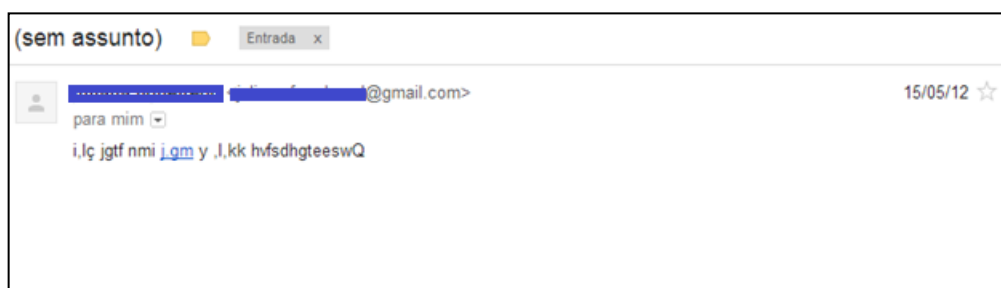 (sem assunto) Entrada x
@gmail.com> 15/05/12
para mim
i,lç jgtf nmi j.gm y ,l,kk hvfsdhgteeswQ